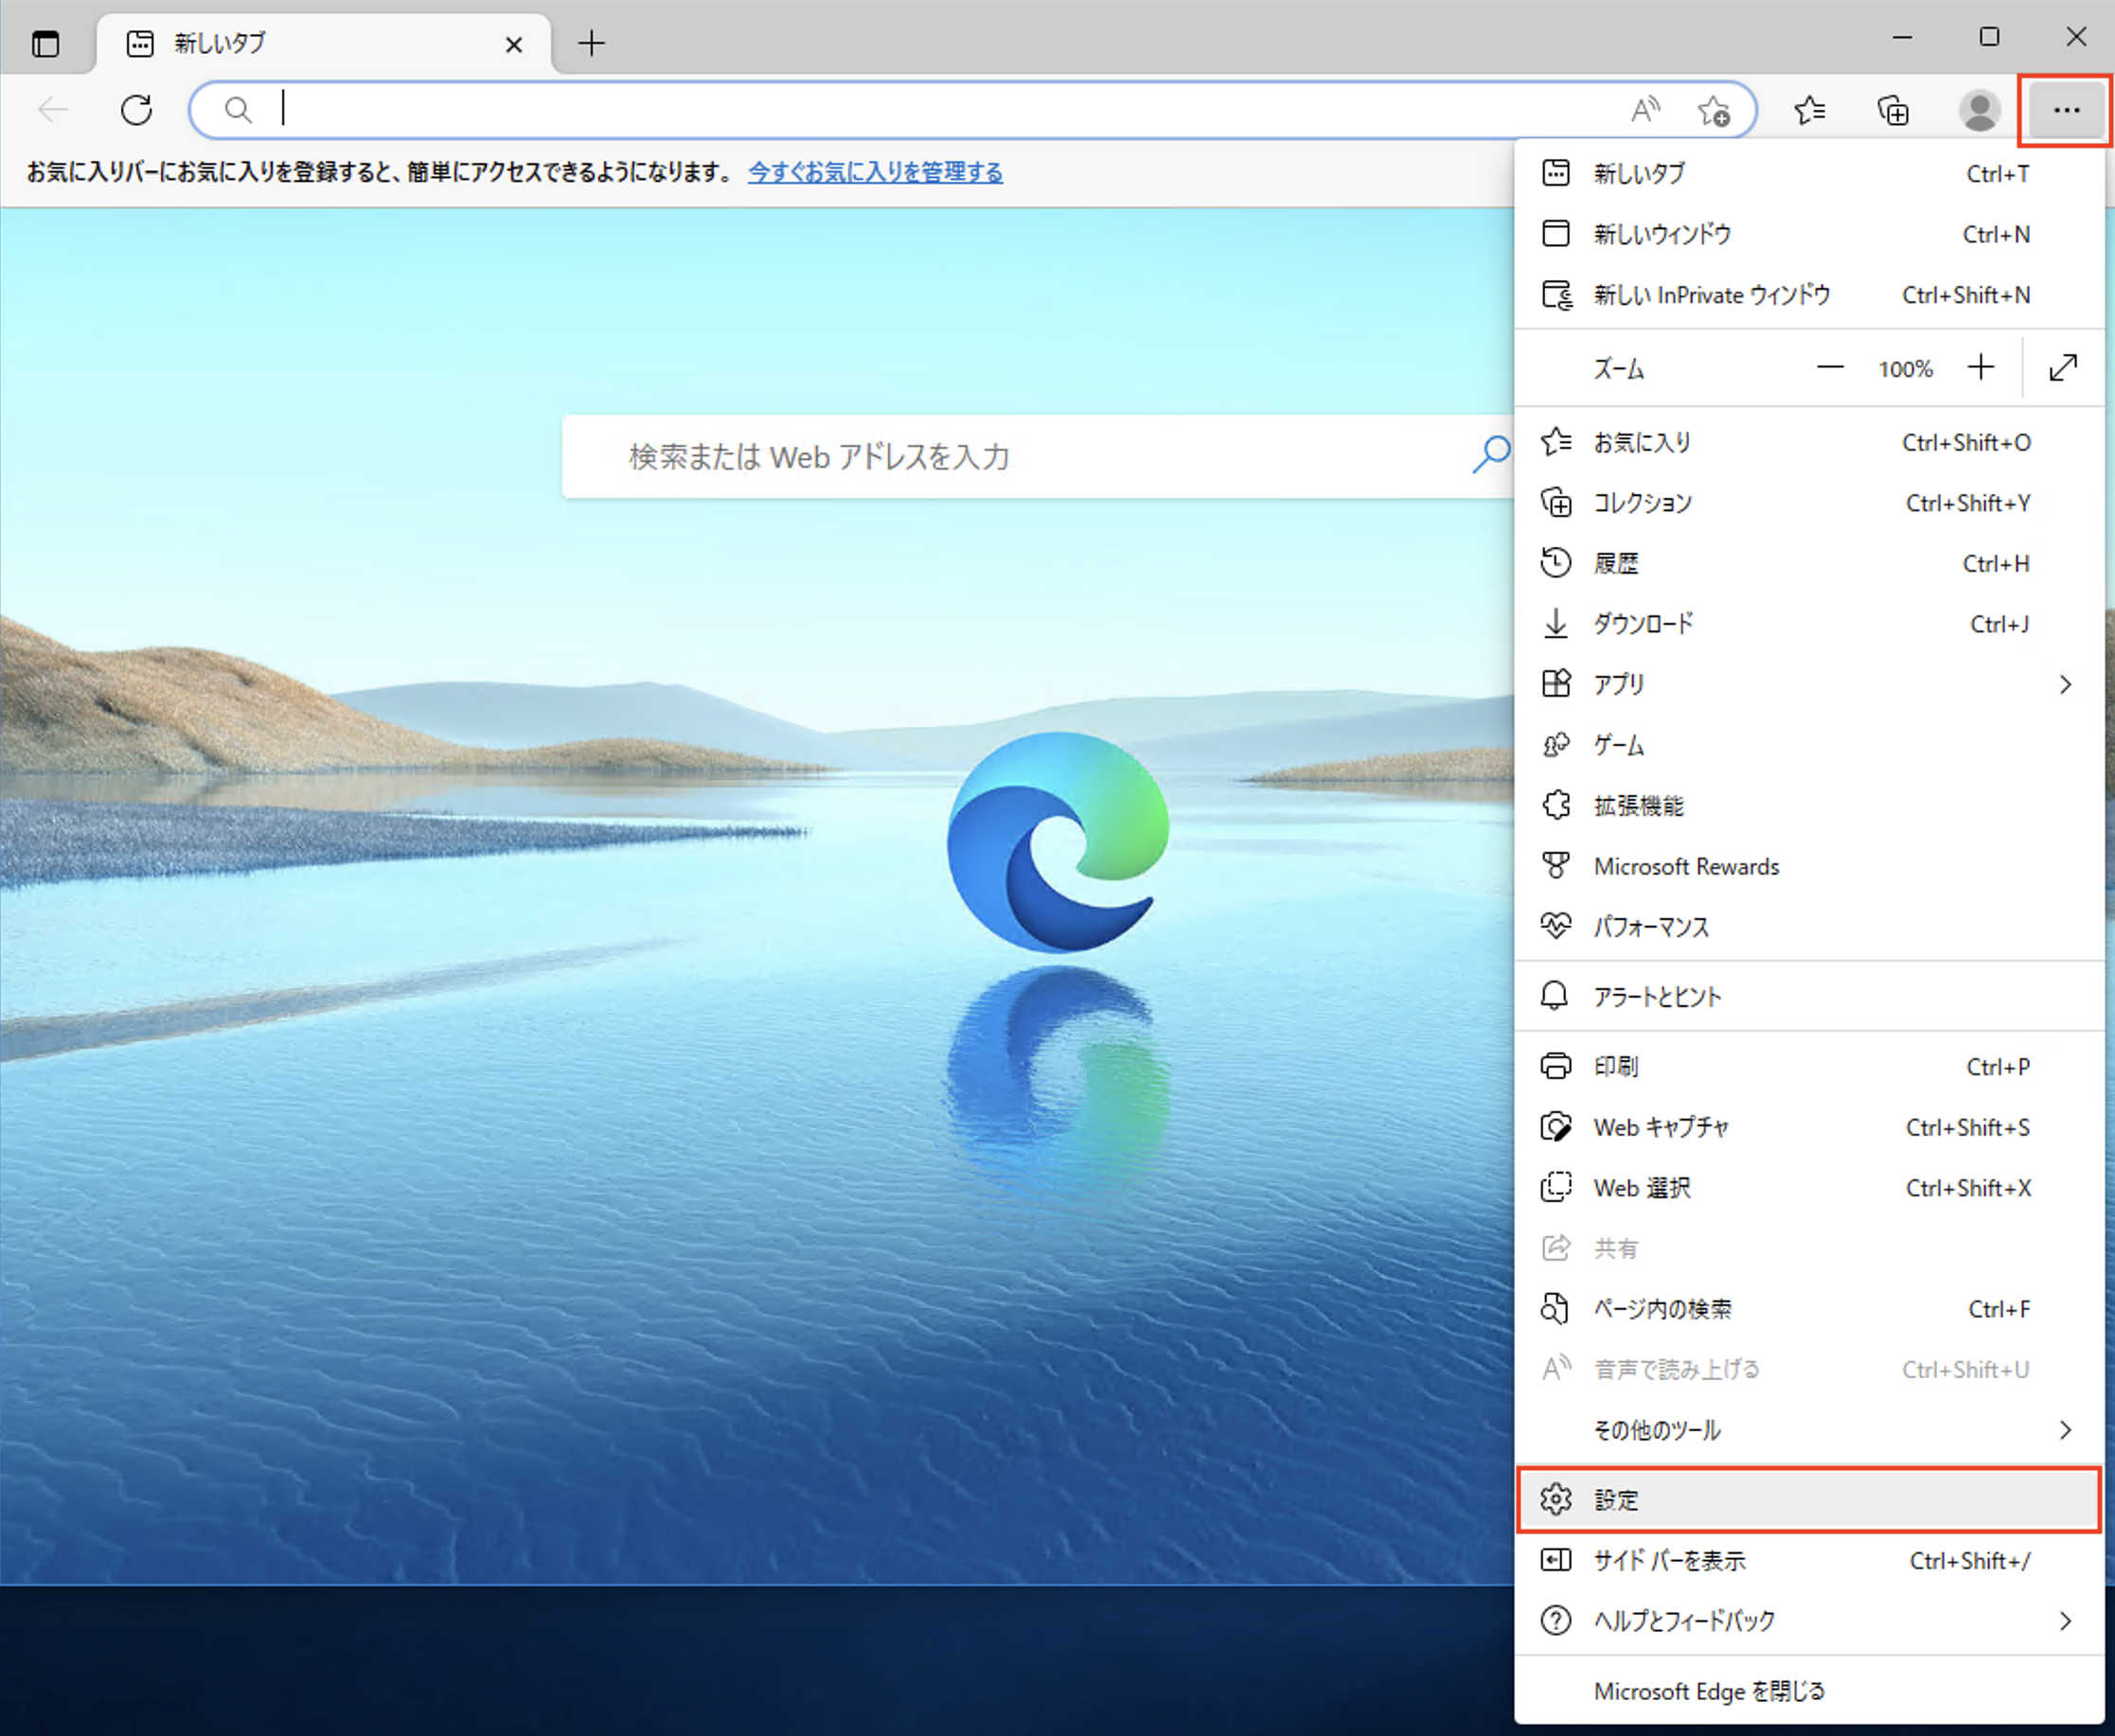 新しいタブ
お気に入りバーにお気に入りを登録すると、簡単にアクセスできるようになります。 今すぐお気に入りを管理する
検索または Web アドレスを入力
新しいタブ Ctrl+T
新しいウィンドウ Ctrl+N
新しい InPrivate ウィンドウ Ctrl+Shift+N
ズーム 100%
お気に入り Ctrl+Shift+O
コレクション Ctrl+Shift+Y
履歴 Ctrl+H
ダウンロード Ctrl+J
アプリ
ゲーム
拡張機能
Microsoft Rewards
パフォーマンス
アラートとヒント
印刷 Ctrl+P
Web キャプチャ Ctrl+Shift+S
Web 選択 Ctrl+Shift+X
共有
ページ内の検索 Ctrl+F
音声で読み上げる Ctrl+Shift+U
その他のツール
設定
サイド バーを表示 Ctrl+Shift+/
ヘルプとフィードバック
Microsoft Edge を閉じる